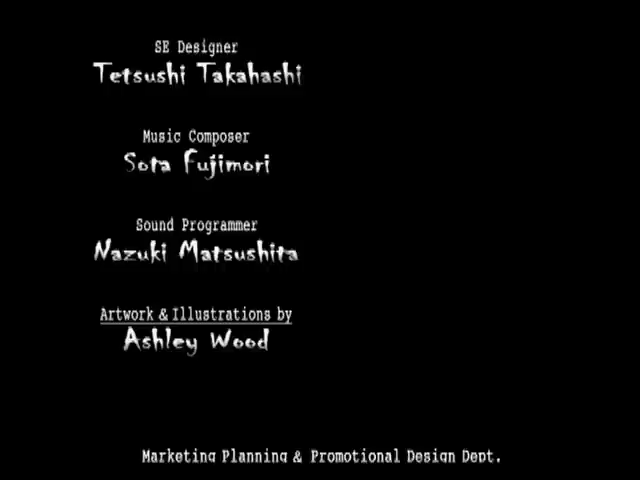 SE Designer
Tetsushi Takahashi
Music Composer
Sota Fujimori
Sound Programmer
Nazuki Matsushita
Artwork & Illustrations by
Ashley Wood
Marketing Planning & Promotional Design Dept.